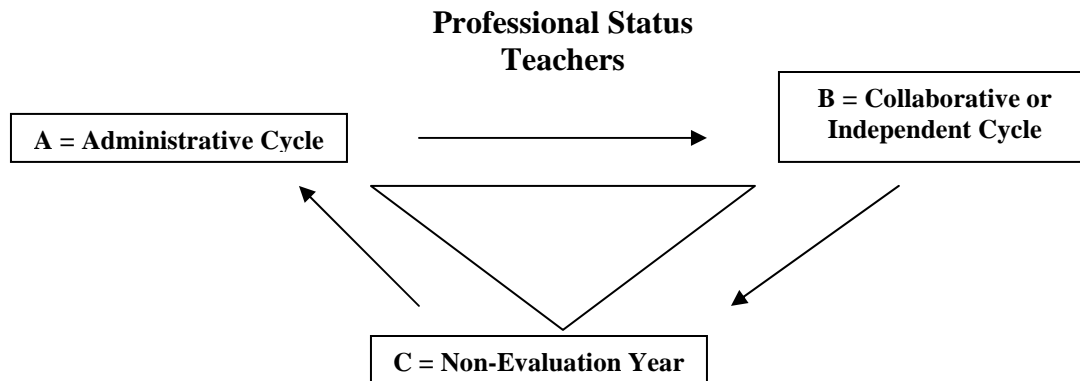 Professional Status
Teachers
A = Administrative Cycle
B = Collaborative or
Independent Cycle
C = Non-Evaluation Year